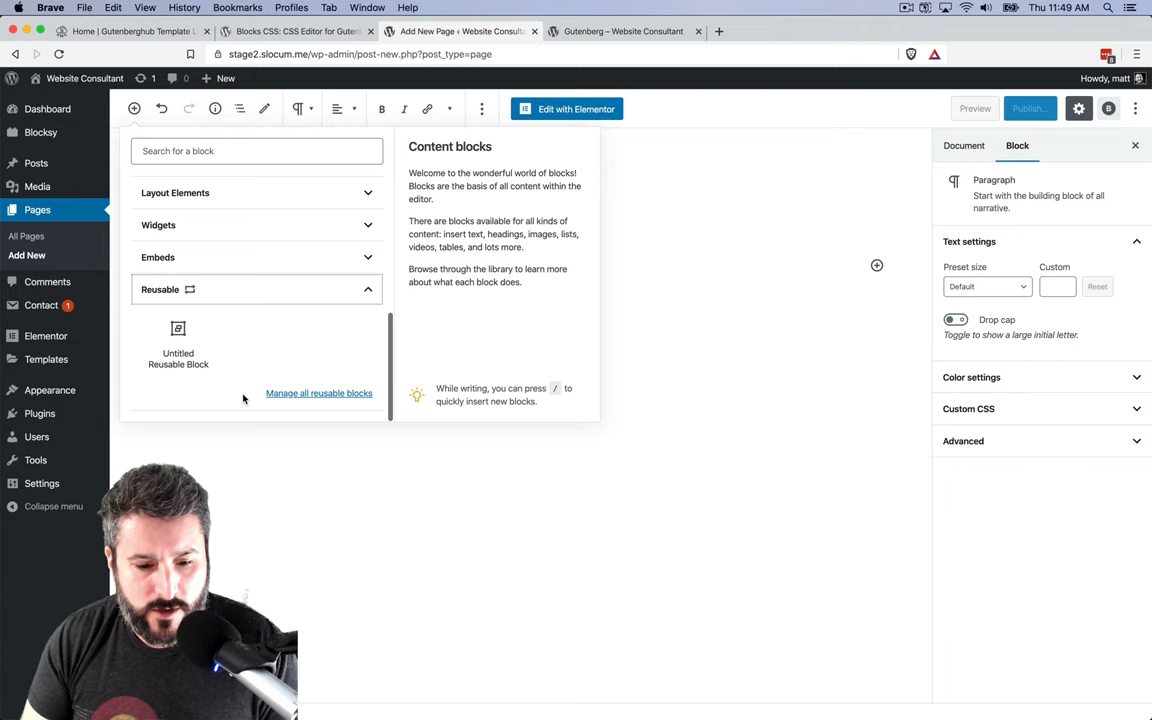 Brave File Edit View History Bookmarks Profiles Tab Window Help Thu 11:49 AM
Home | Gutenberghub Template L
Blocks CSS: CSS Editor for Guten
Add New Page ‹ Website Consulta
Gutenberg – Website Consultant
stage2.slocum.me/wp-admin/post-new.php?post_type=page
8
Website Consultant 1 0 New Howdy, matt
Dashboard
Blocksy
Posts
Media
Pages
All Pages
Add New
Comments
Contact 1
Elementor
Templates
Appearance
Plugins
Users
Tools
Settings
Collapse menu
B I
Edit with Elementor
Preview
Publish...
B
Search for a block
Layout Elements
Widgets
Embeds
Reusable
Untitled
Reusable Block
Manage all reusable blocks
Content blocks
Welcome to the wonderful world of blocks!
Blocks are the basis of all content within the
editor.
There are blocks available for all kinds of
content: insert text, headings, images, lists,
videos, tables, and lots more.
Browse through the library to learn more
about what each block does.
While writing, you can press / to
quickly insert new blocks.
Document Block
Paragraph
Start with the building block of all
narrative.
Text settings
Preset size Custom
Default Reset
Drop cap
Toggle to show a large initial letter.
Color settings
Custom CSS
Advanced